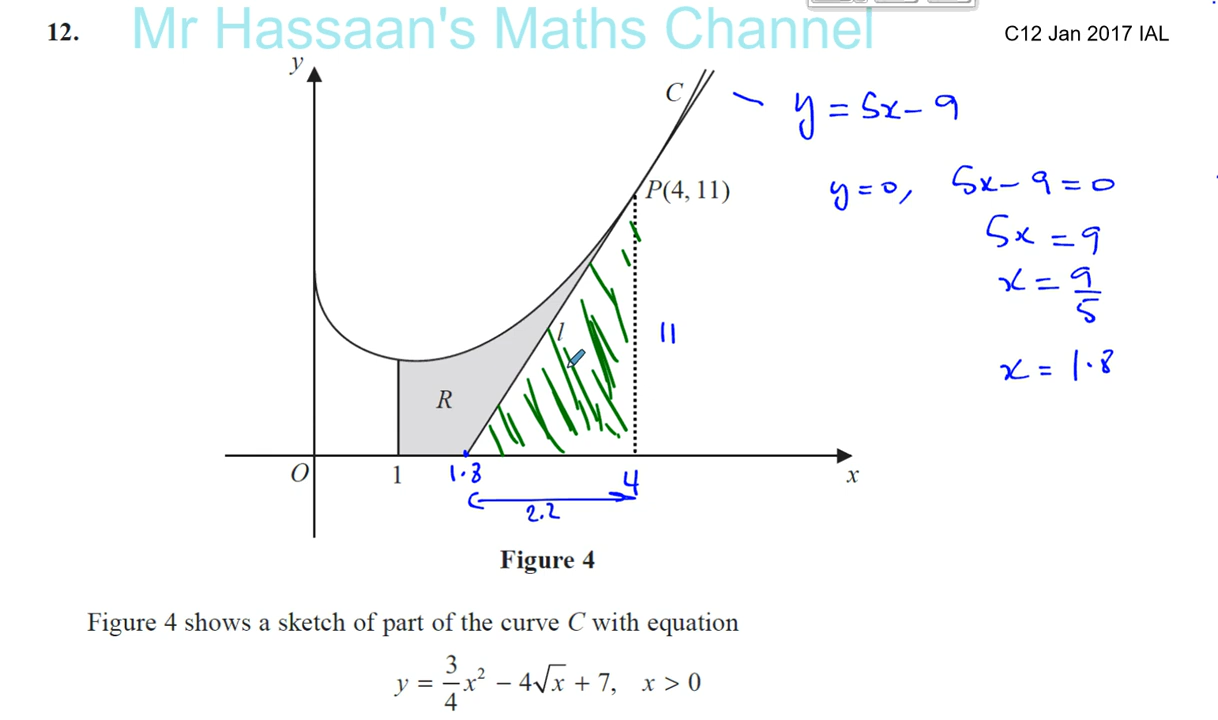 12.
Mr Hassaan's Maths Channel
C12 Jan 2017 IAL
y
C
y = 5x - 9
P(4, 11)
y = 0, 5x - 9 = 0
5x = 9
x = 9/5
l
11
x = 1.8
R
O
1
1.8
4
x
2.2
Figure 4
Figure 4 shows a sketch of part of the curve C with equation
y = 3/4 x² − 4√x + 7, x > 0